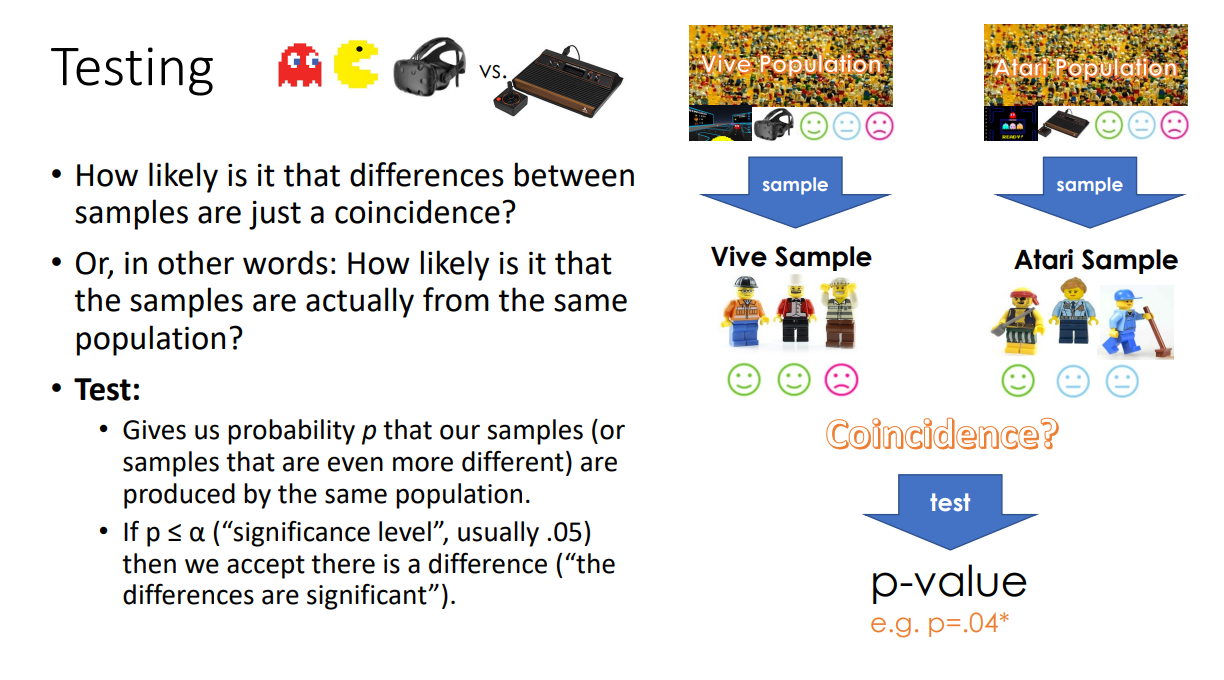 Testing
vs.
• How likely is it that differences between
samples are just a coincidence?
• Or, in other words: How likely is it that
the samples are actually from the same
population?
• Test:
• Gives us probability p that our samples (or
samples that are even more different) are
produced by the same population.
• If p ≤ α (“significance level”, usually .05)
then we accept there is a difference (“the
differences are significant”).
Vive Population
Atari Population
READY!
sample
sample
Vive Sample
Atari Sample
Coincidence?
test
p-value
e.g. p=.04*